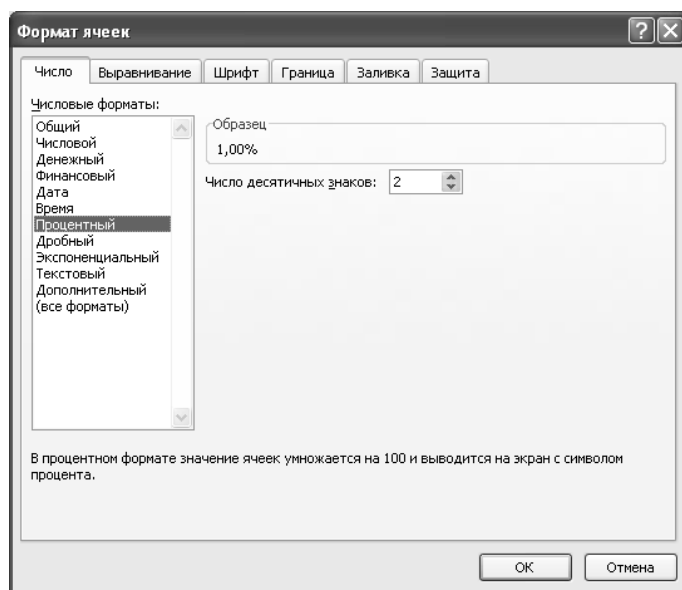 Формат ячеек
Число Выравнивание Шрифт Граница Заливка Защита
Числовые форматы:
Общий
Числовой
Денежный
Финансовый
Дата
Время
Процентный
Дробный
Экспоненциальный
Текстовый
Дополнительный
(все форматы)
Образец
1,00%
Число десятичных знаков: 2
В процентном формате значение ячеек умножается на 100 и выводится на экран с символом
процента.
ОК Отмена